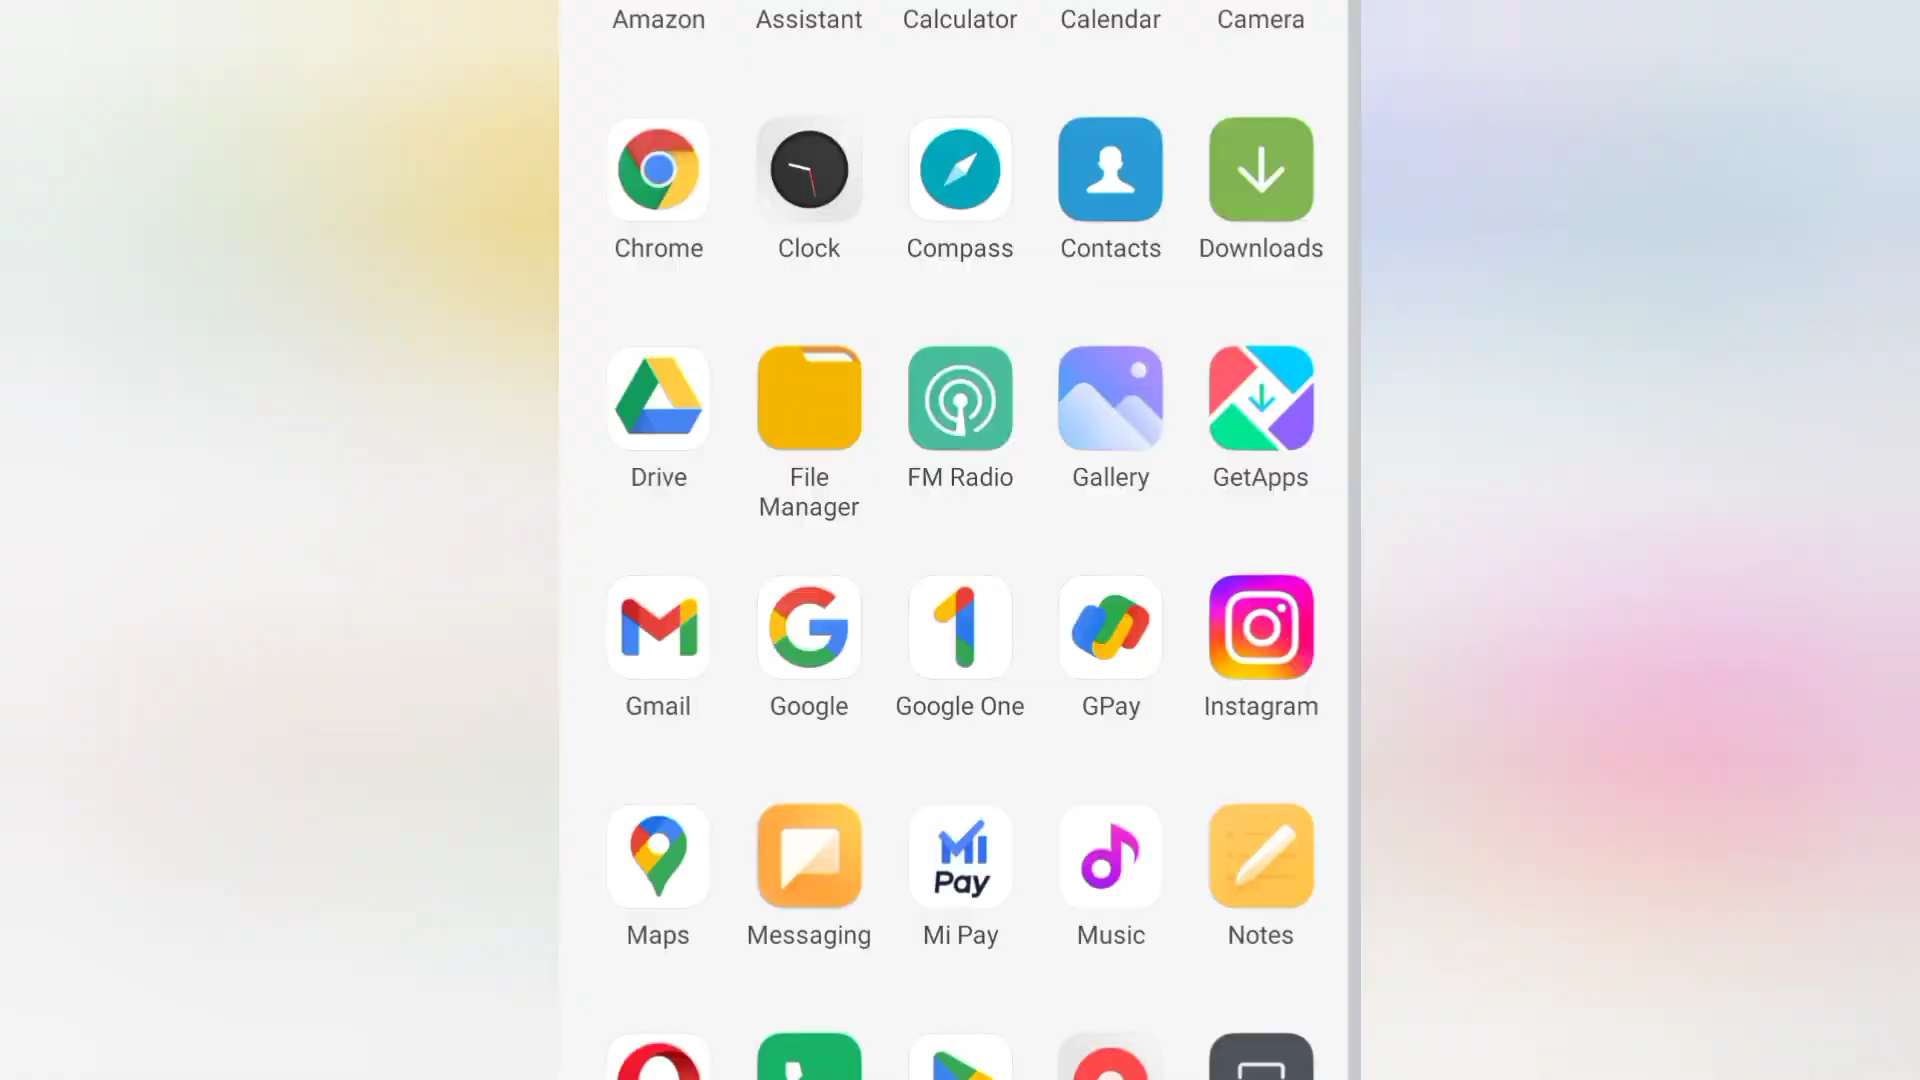 Amazon Assistant Calculator Calendar Camera
Chrome Clock Compass Contacts Downloads
Drive File Manager FM Radio Gallery GetApps
Gmail Google Google One GPay Instagram
Mi Pay
Maps Messaging Mi Pay Music Notes